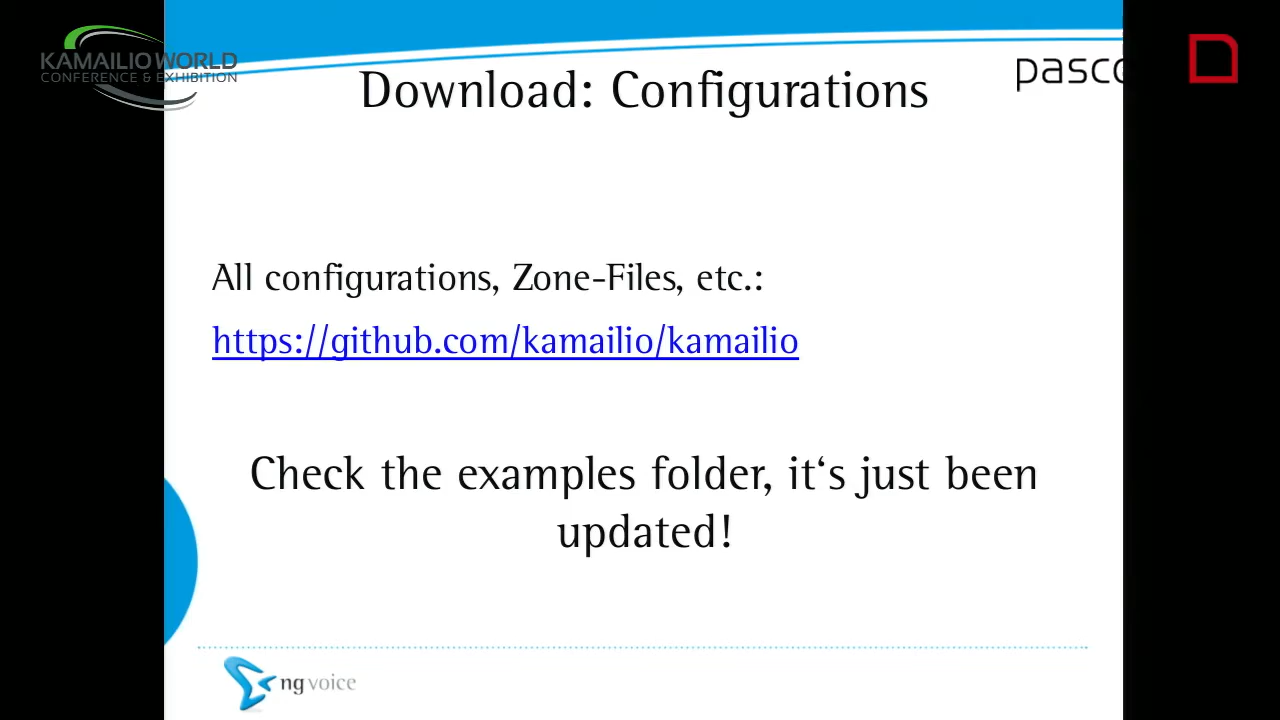 KAMAILIO WORLD
CONFERENCE & EXHIBITION
pasco
Download: Configurations
All configurations, Zone-Files, etc.:
https://github.com/kamailio/kamailio
Check the examples folder, it‘s just been
updated!
ng voice